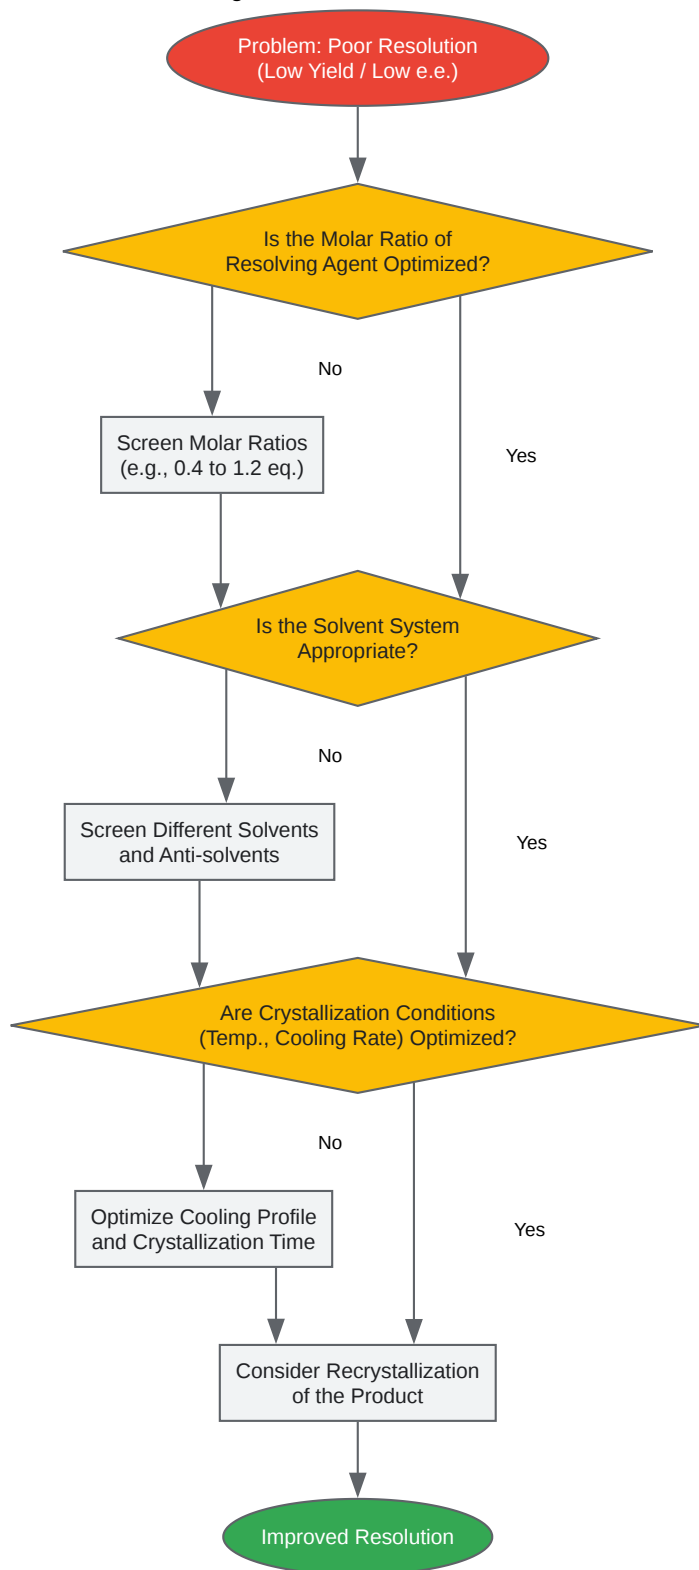 Problem: Poor Resolution
(Low Yield / Low e.e.)
Is the Molar Ratio of
Resolving Agent Optimized?
No
Screen Molar Ratios
(e.g., 0.4 to 1.2 eq.)
Yes
Is the Solvent System
Appropriate?
No
Screen Different Solvents
and Anti-solvents
Yes
Are Crystallization Conditions
(Temp., Cooling Rate) Optimized?
No
Optimize Cooling Profile
and Crystallization Time
Yes
Consider Recrystallization
of the Product
Improved Resolution